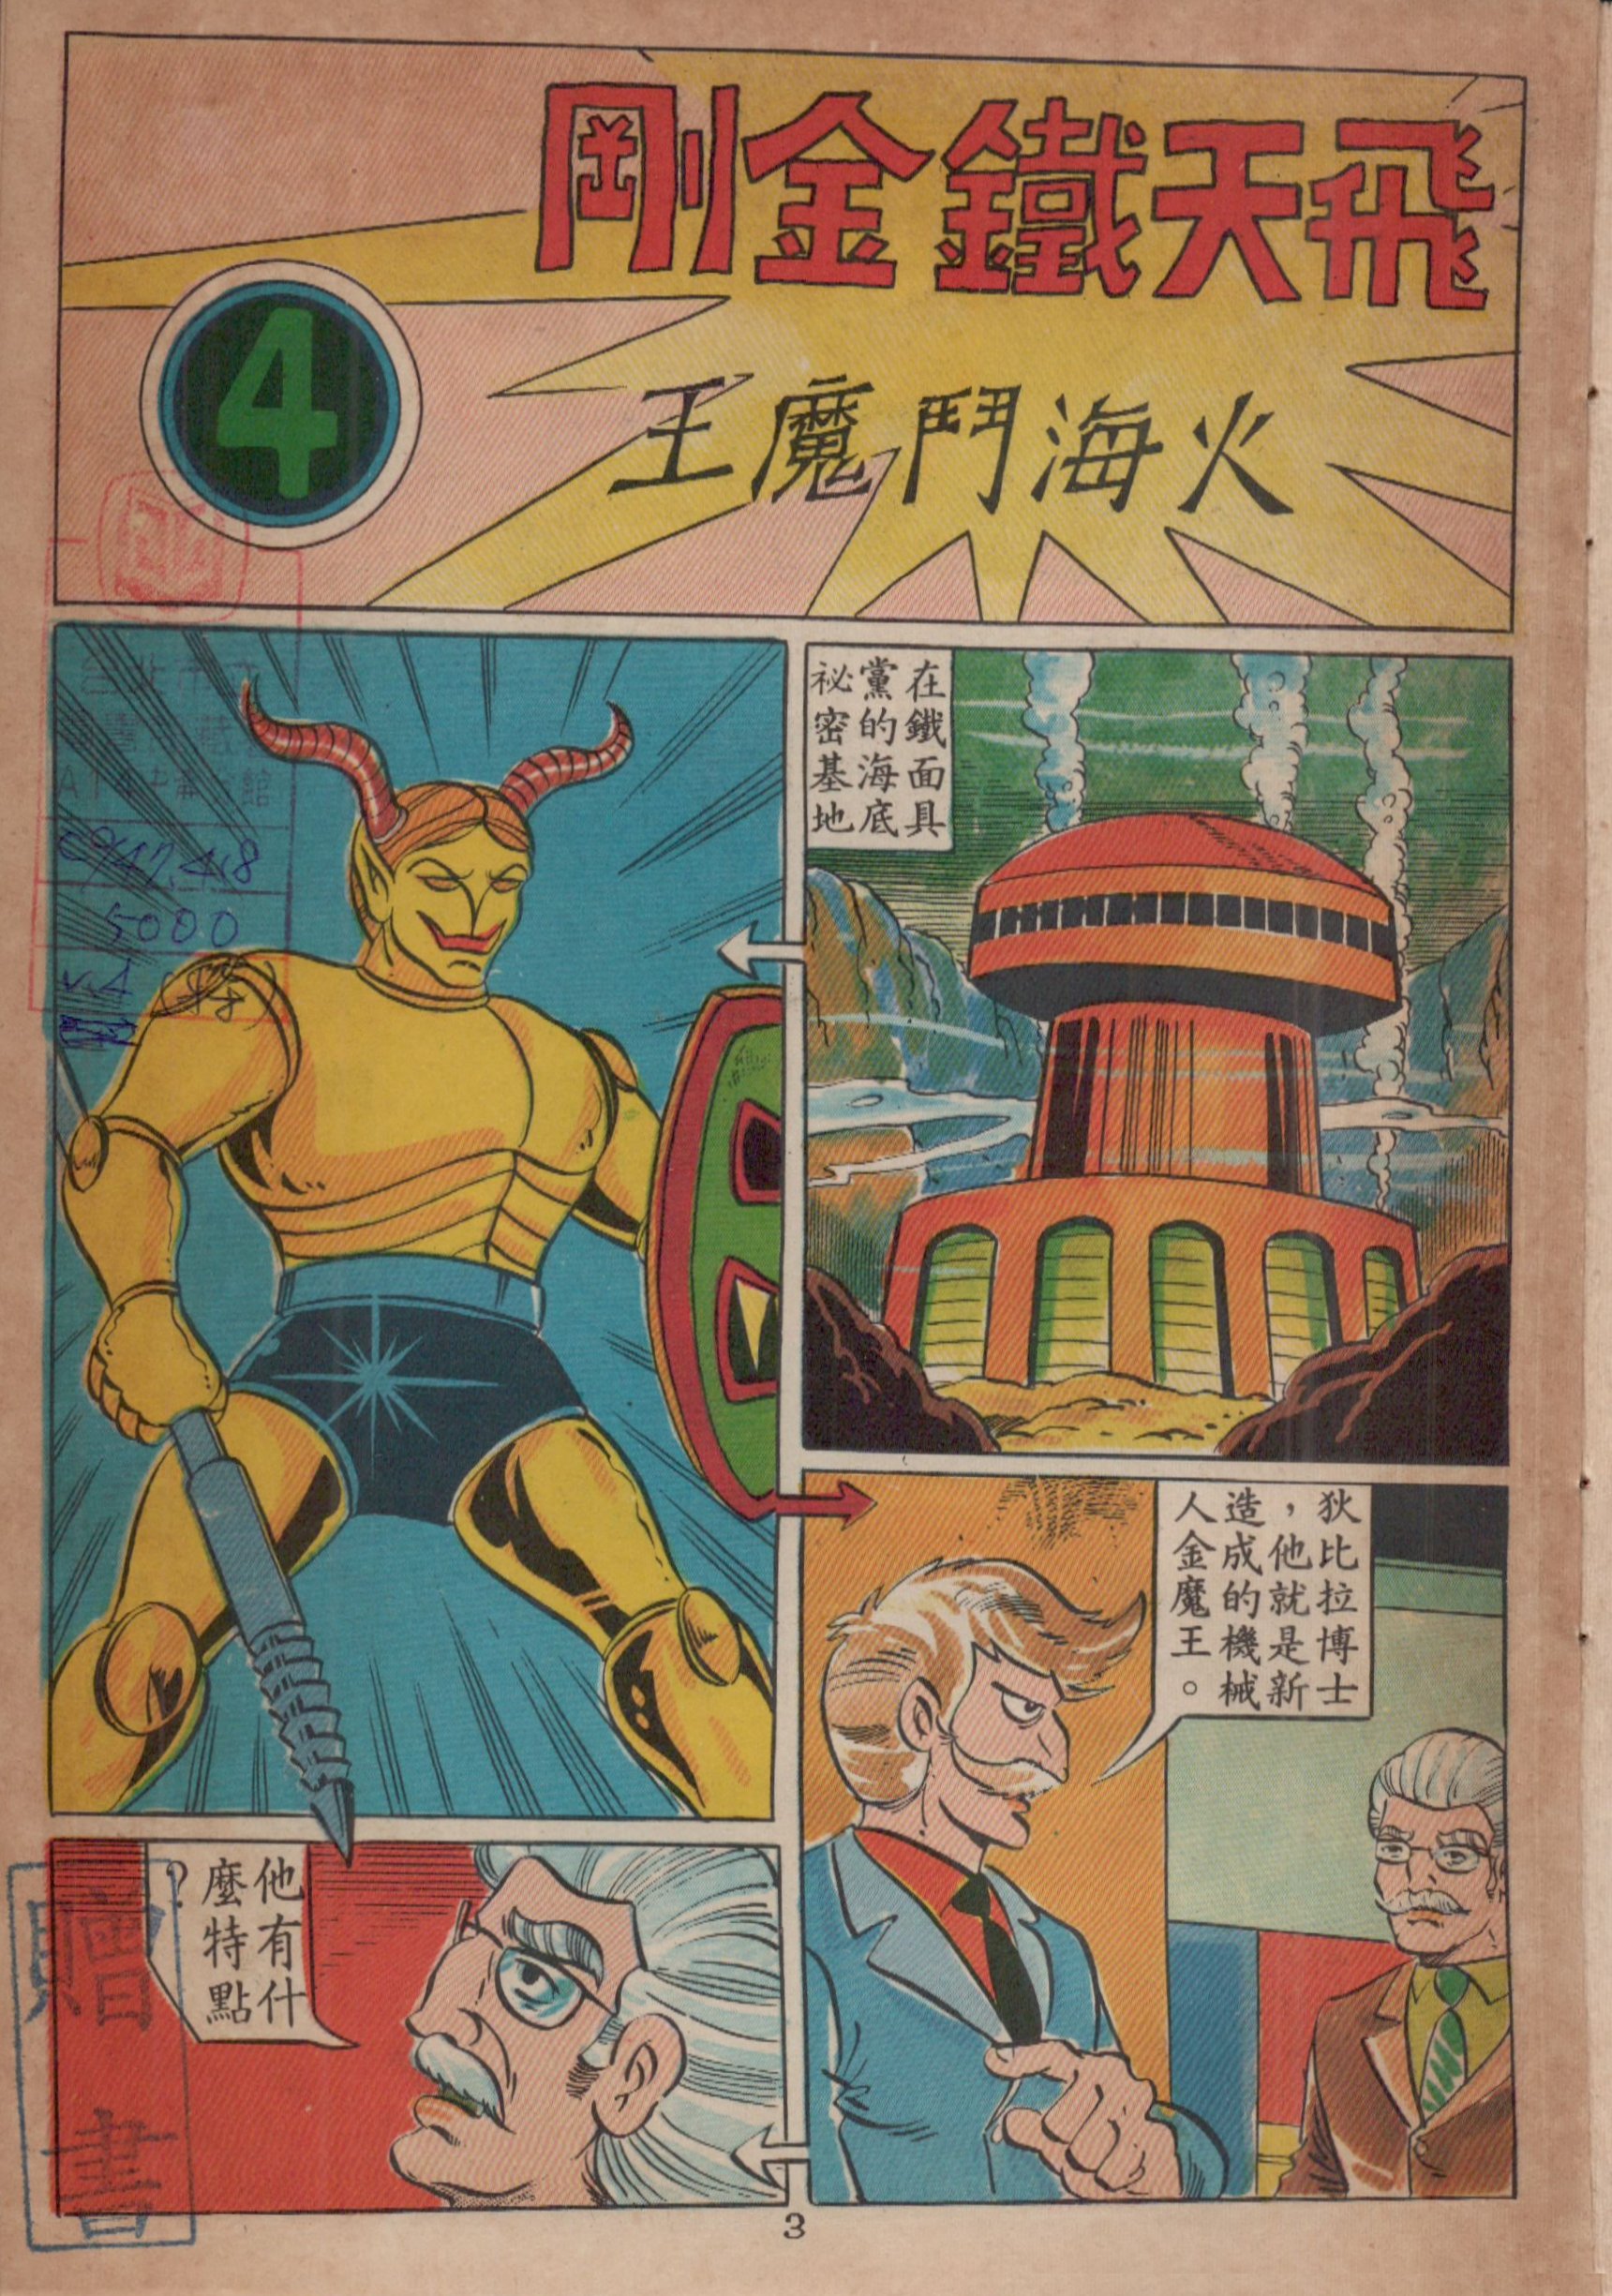 飛天鐵金剛
4
火海鬥魔王
在鐵面具
黨的海底
祕密基地
狄比拉博士
，他就是新
造成的機械
人金魔王。
他有什
麼特點
？
3
贈書
5000